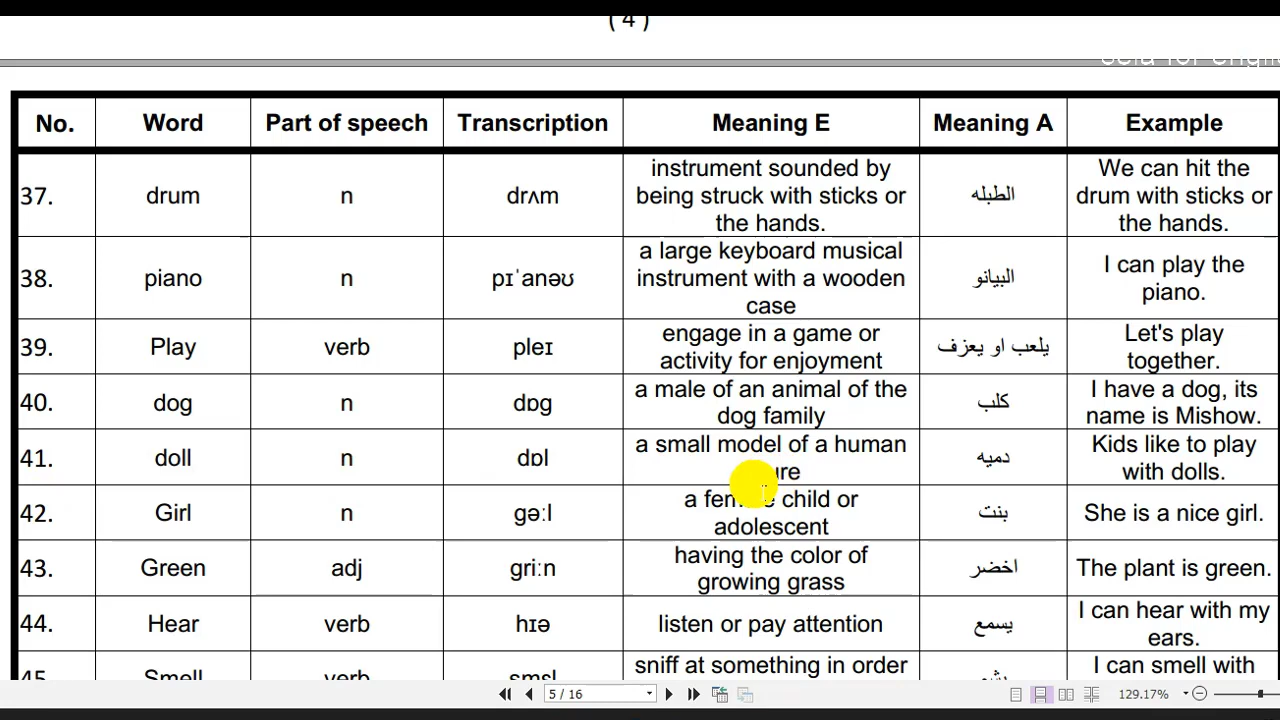 ( 4 )
No. Word Part of speech Transcription Meaning E Meaning A Example
37. drum n drʌm instrument sounded by being struck with sticks or the hands. الطبله We can hit the drum with sticks or the hands.
38. piano n pɪˈanəʊ a large keyboard musical instrument with a wooden case البيانو I can play the piano.
39. Play verb pleɪ engage in a game or activity for enjoyment يلعب او يعزف Let's play together.
40. dog n dɒg a male of an animal of the dog family كلب I have a dog, its name is Mishow.
41. doll n dɒl a small model of a human دميه Kids like to play with dolls.
42. Girl n gəːl a child or adolescent بنت She is a nice girl.
43. Green adj griːn having the color of growing grass اخضر The plant is green.
44. Hear verb hɪə listen or pay attention يسمع I can hear with my ears.
45. Smell verb smɛl sniff at something in order يشم I can smell with
5 / 16
129.17%